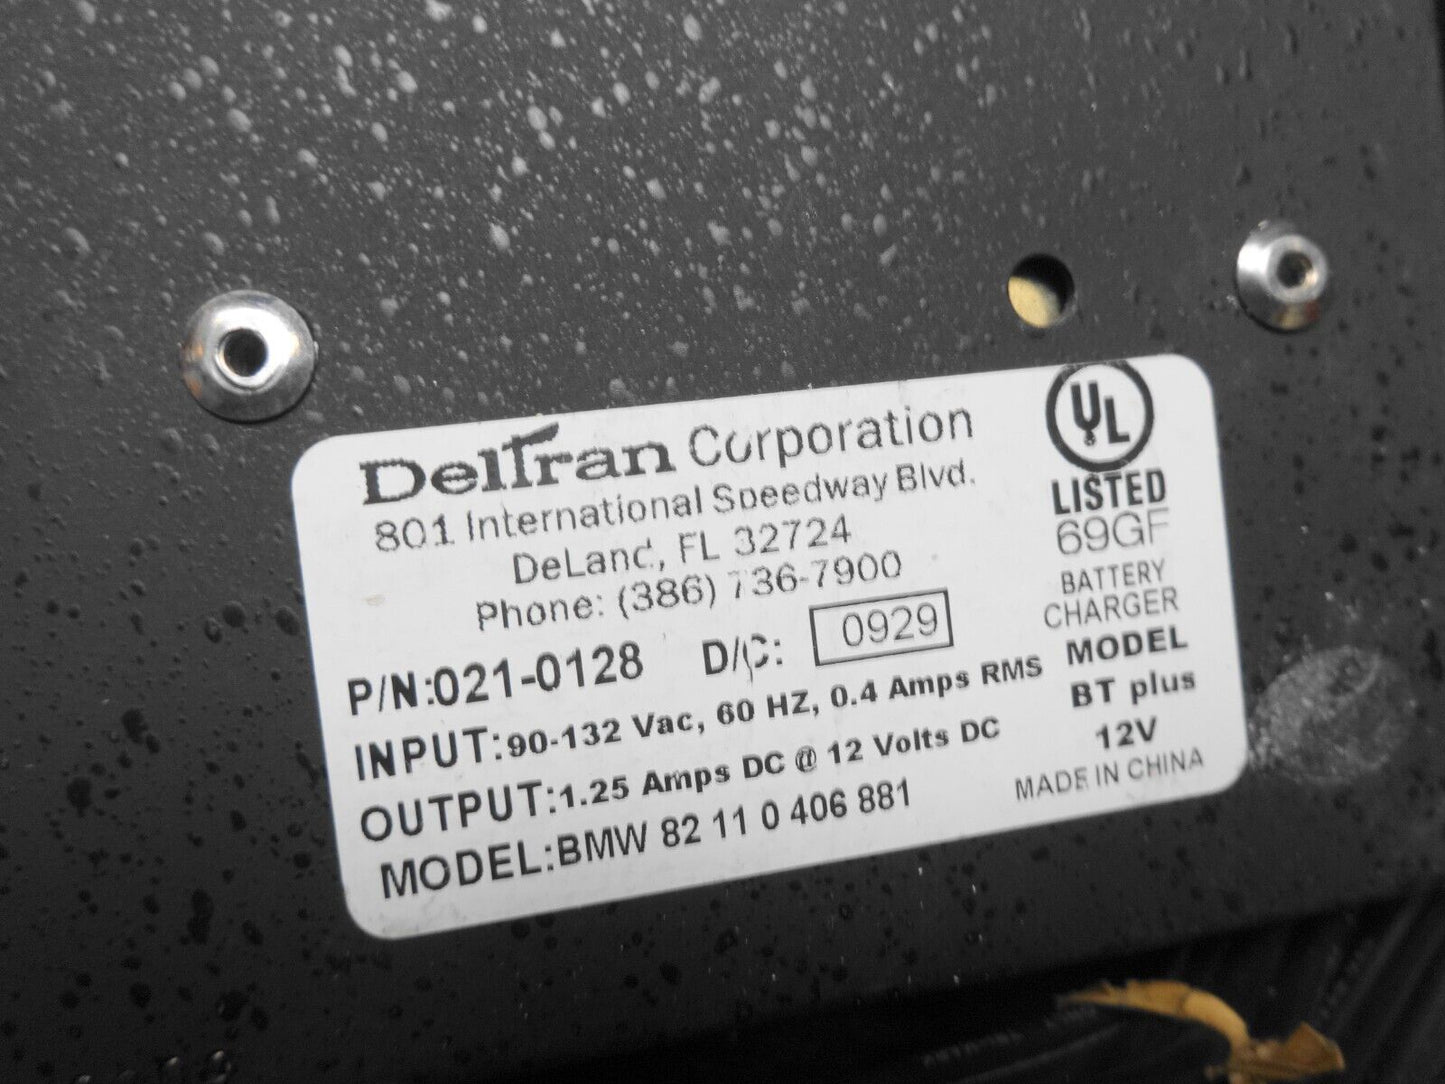 Deltran Corporation
801 International Speedway Blvd.
DeLand, FL 32724
Phone: (386) 736-7900
P/N:021-0128 D/C: 0929
INPUT:90-132 Vac, 60 HZ, 0.4 Amps RMS
OUTPUT:1.25 Amps DC @ 12 Volts DC
MODEL:BMW 82 11 0 406 881
UL
LISTED
69GF
BATTERY
CHARGER
MODEL
BT plus
12V
MADE IN CHINA